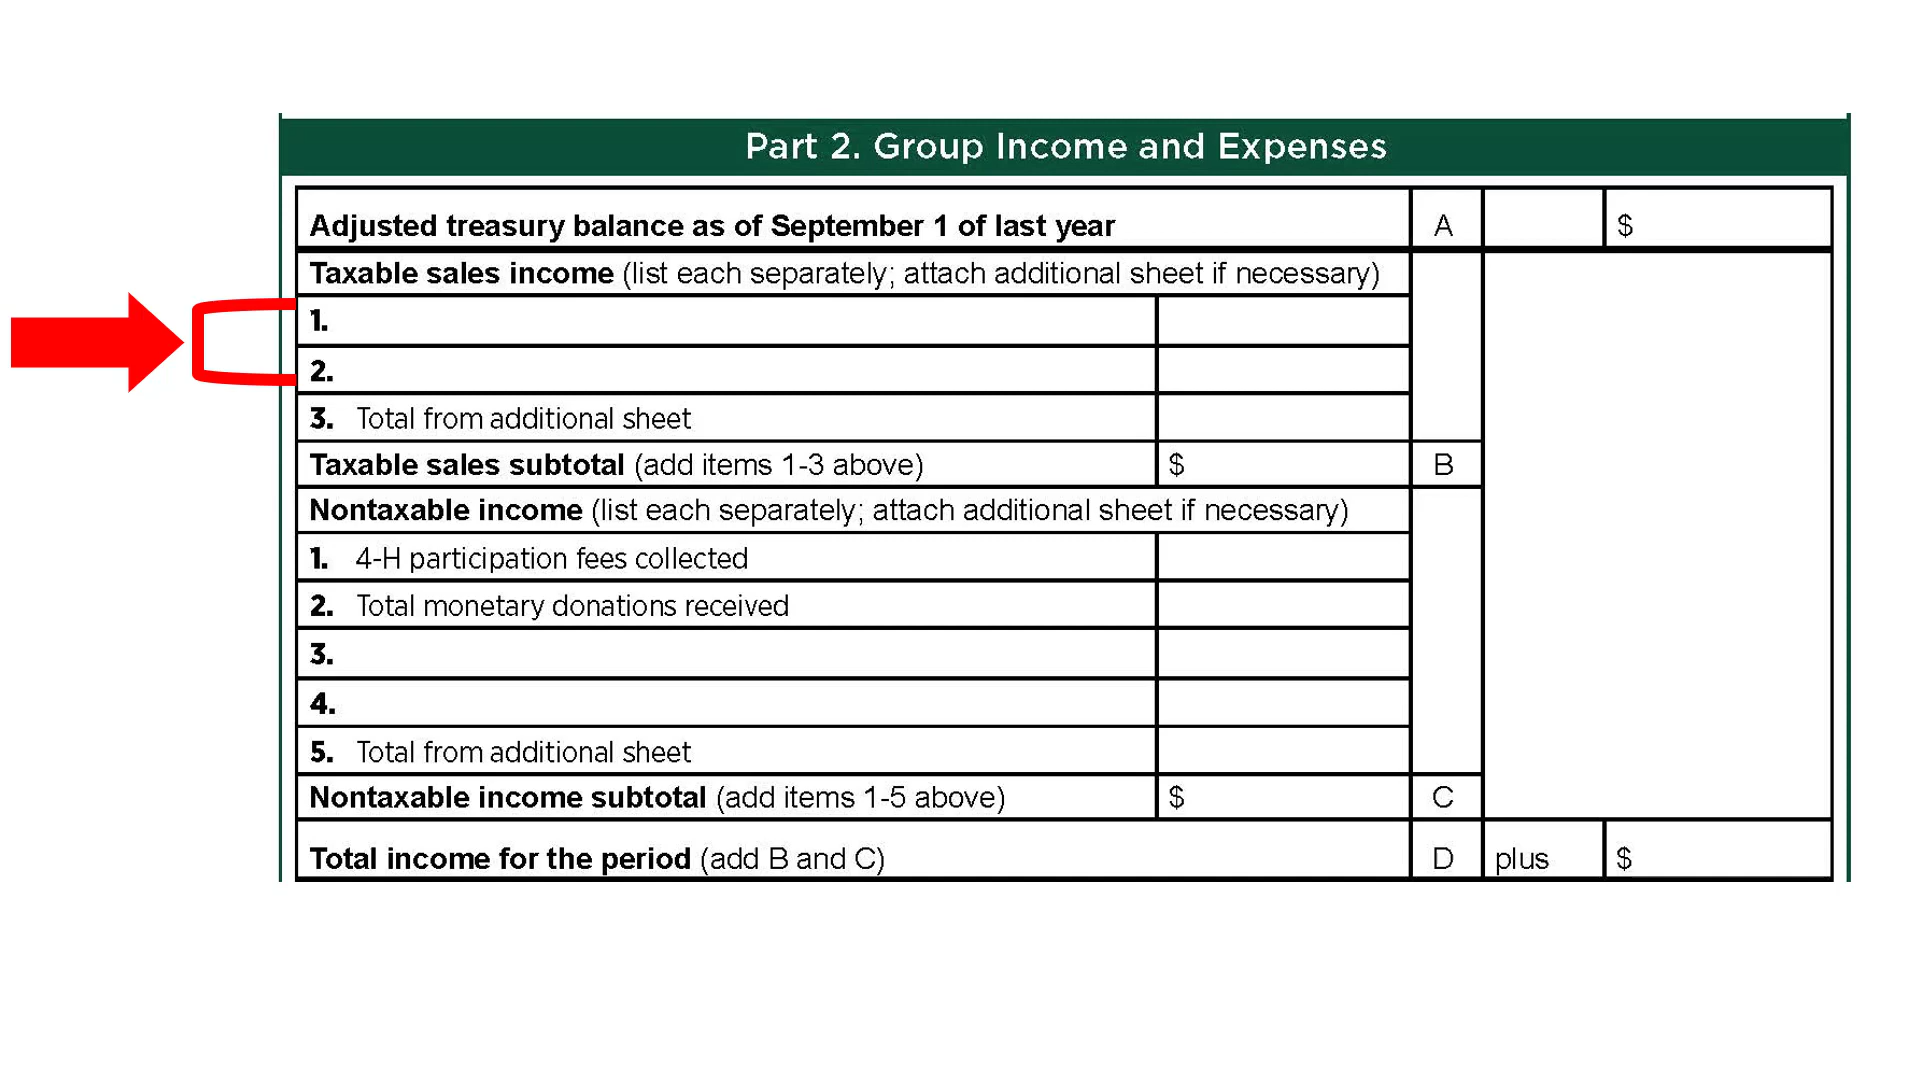 Part 2. Group Income and Expenses
Adjusted treasury balance as of September 1 of last year A $
Taxable sales income (list each separately; attach additional sheet if necessary)
1.
2.
3. Total from additional sheet
Taxable sales subtotal (add items 1-3 above) $ B
Nontaxable income (list each separately; attach additional sheet if necessary)
1. 4-H participation fees collected
2. Total monetary donations received
3.
4.
5. Total from additional sheet
Nontaxable income subtotal (add items 1-5 above) $ C
Total income for the period (add B and C) D plus $